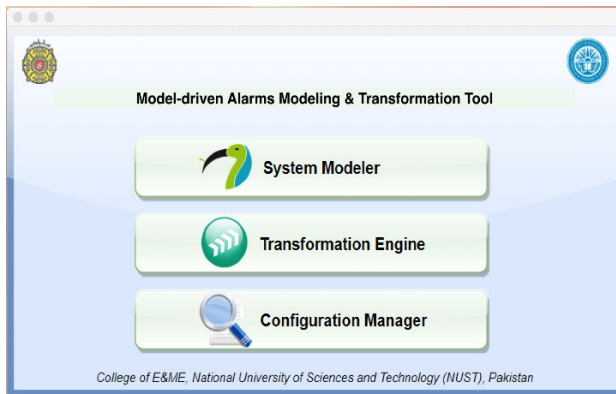 Model-driven Alarms Modeling & Transformation Tool
System Modeler
Transformation Engine
Configuration Manager
College of E&ME, National University of Sciences and Technology (NUST), Pakistan